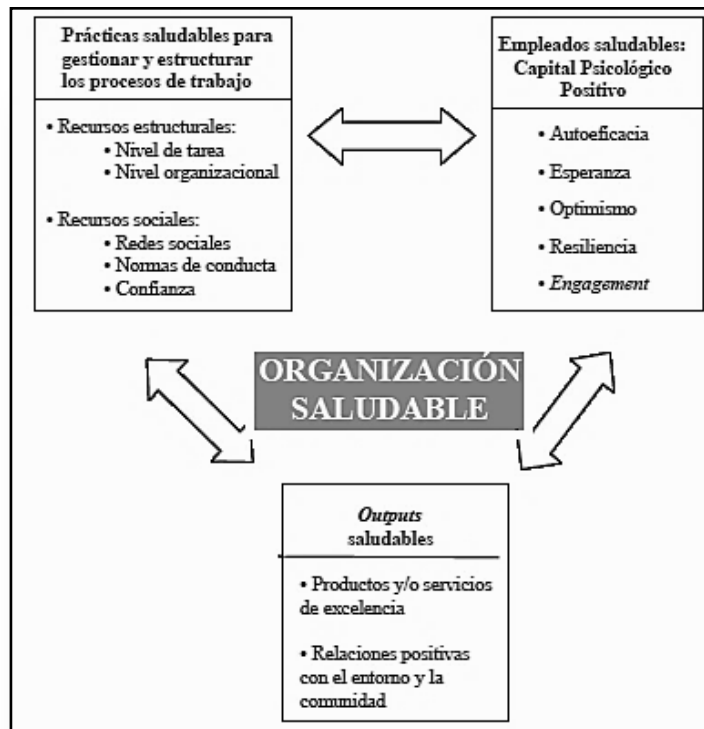 Prácticas saludables para
gestionar y estructurar
los procesos de trabajo
• Recursos estructurales:
• Nivel de tarea
• Nivel organizacional
• Recursos sociales:
• Redes sociales
• Normas de conducta
• Confianza
Empleados saludables:
Capital Psicológico
Positivo
• Autoeficacia
• Esperanza
• Optimismo
• Resiliencia
• Engagement
ORGANIZACIÓN
SALUDABLE
Outputs
saludables
• Productos y/o servicios
de excelencia
• Relaciones positivas
con el entorno y la
comunidad